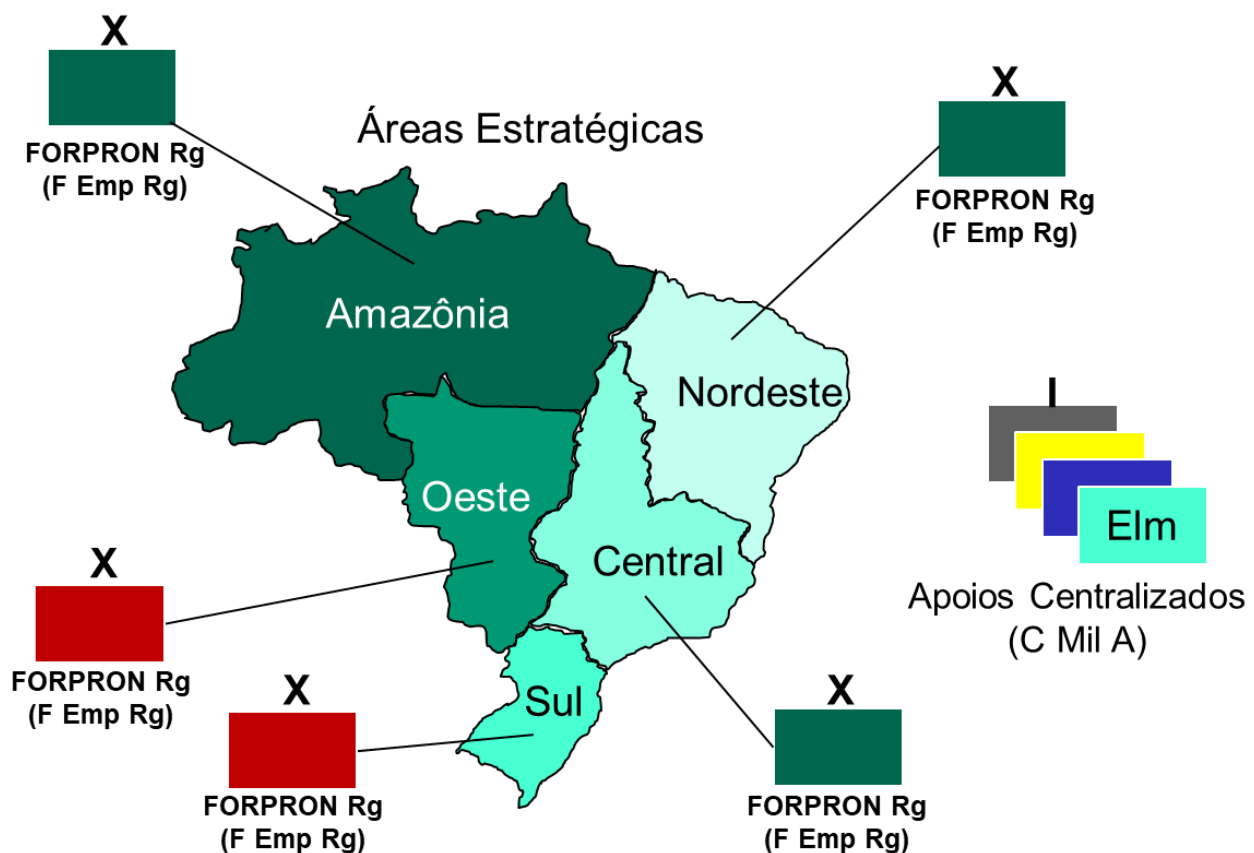 X
FORPRON Rg
(F Emp Rg)
Áreas Estratégicas
X
FORPRON Rg
(F Emp Rg)
Amazônia
Nordeste
Oeste
Central
Sul
I
Elm
Apoios Centralizados
(C Mil A)
X
FORPRON Rg
(F Emp Rg)
X
FORPRON Rg
(F Emp Rg)
X
FORPRON Rg
(F Emp Rg)